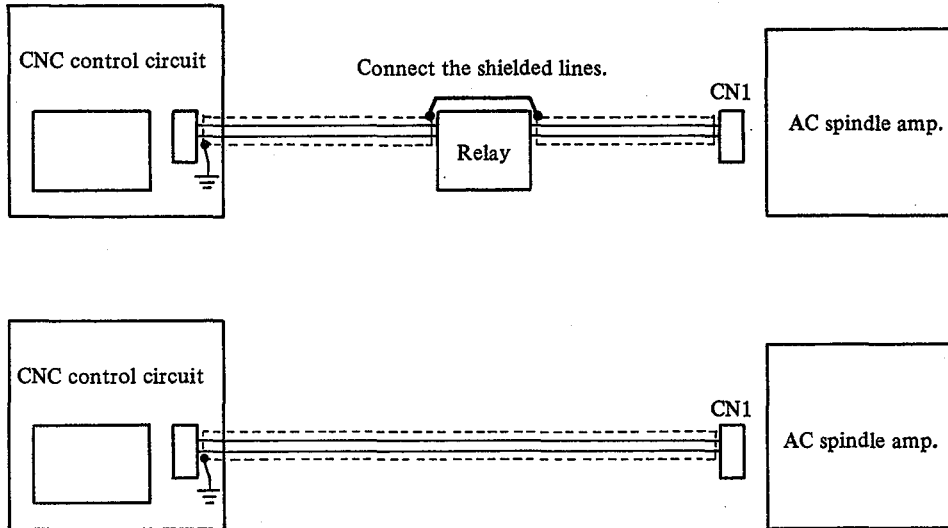 CNC control circuit
Connect the shielded lines.
CN1
AC spindle amp.
Relay
CNC control circuit
CN1
AC spindle amp.